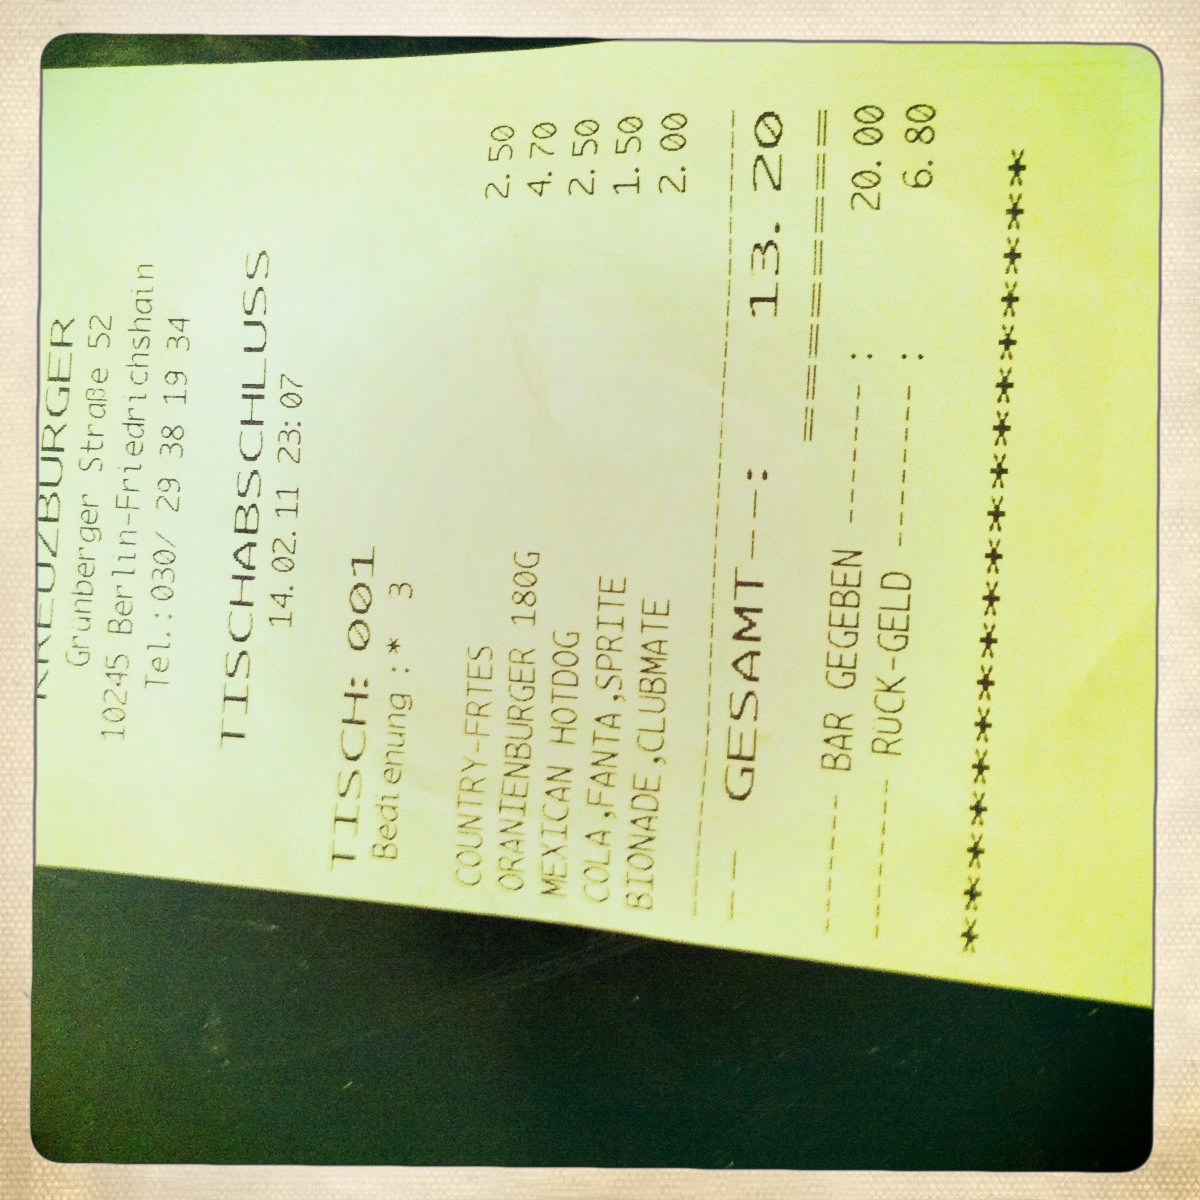 KREUZBURGER
Grünberger Straße 52
10245 Berlin-Friedrichshain
Tel.:030/ 29 38 19 34
TISCHABSCHLUSS
14.02.11 23:07
TISCH: 001
Bedienung :* 3
COUNTRY-FRTES 2.50
ORANIENBURGER 180G 4.70
MEXICAN HOTDOG 2.50
COLA,FANTA,SPRITE 1.50
BIONADE,CLUBMATE 2.00
-- GESAMT--: 13.20
============
------ BAR GEGEBEN ------: 20.00
------ RÜCK-GELD ------: 6.80
*******************